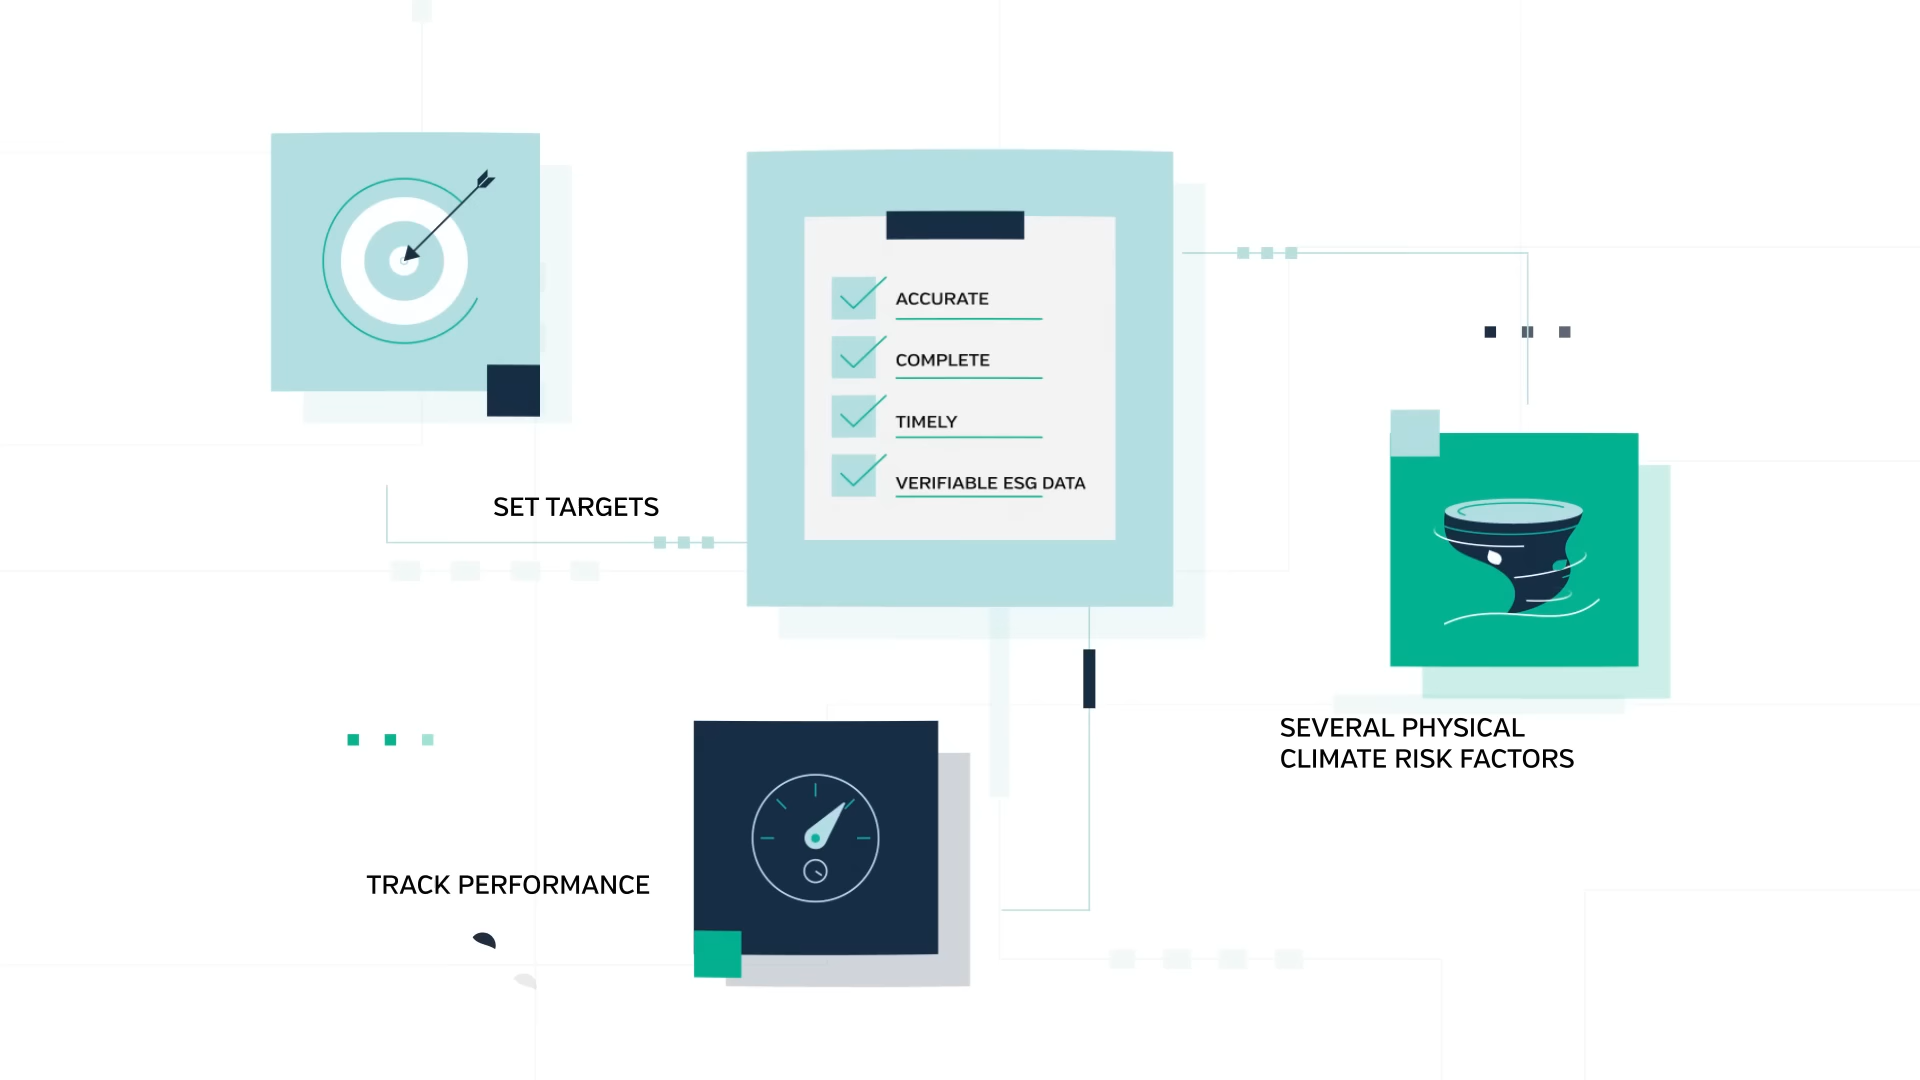 ACCURATE
COMPLETE
TIMELY
VERIFIABLE ESG DATA
SET TARGETS
SEVERAL PHYSICAL
CLIMATE RISK FACTORS
TRACK PERFORMANCE